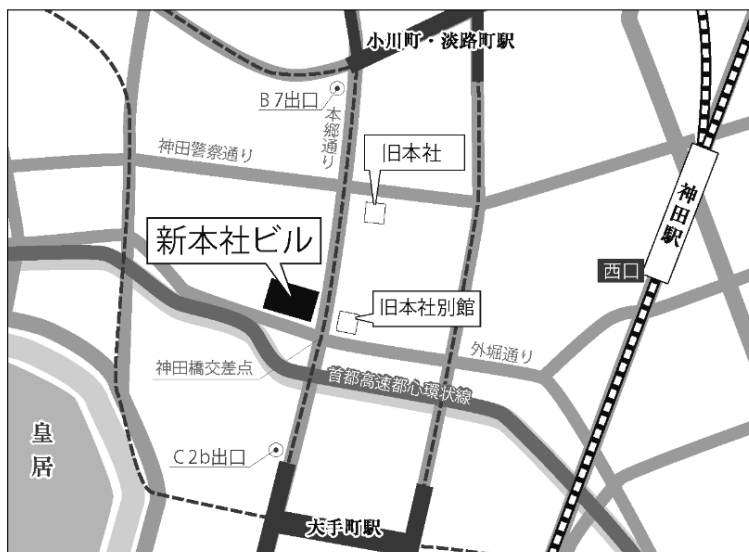 小川町・淡路町駅
B7出口
本郷通り
神田警察通り
旧本社
神田駅
新本社ビル
西口
旧本社別館
外堀通り
神田橋交差点
首都高速都心環状線
皇居
C2b出口
大手町駅